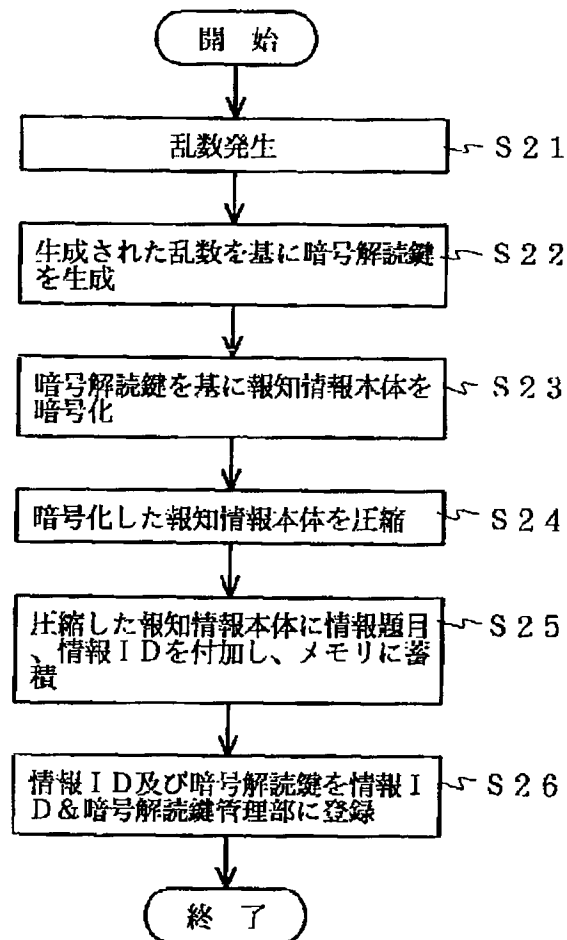 開 始
乱数発生
S21
生成された乱数を基に暗号解読鍵
を生成
S22
暗号解読鍵を基に報知情報本体を
暗号化
S23
暗号化した報知情報本体を圧縮
S24
圧縮した報知情報本体に情報題目
、情報IDを付加し、メモリに蓄
積
S25
情報ID及び暗号解読鍵を情報I
D&暗号解読鍵管理部に登録
S26
終 了